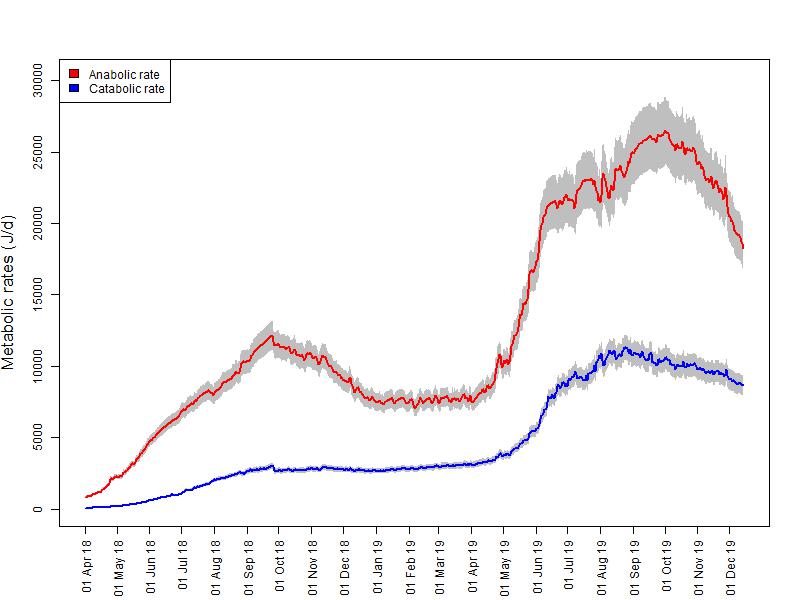 Anabolic rate
Catabolic rate
Metabolic rates (J/d)
30000
25000
20000
15000
10000
5000
0
01 Apr 18
01 May 18
01 Jun 18
01 Jul 18
01 Aug 18
01 Sep 18
01 Oct 18
01 Nov 18
01 Dec 18
01 Jan 19
01 Feb 19
01 Mar 19
01 Apr 19
01 May 19
01 Jun 19
01 Jul 19
01 Aug 19
01 Sep 19
01 Oct 19
01 Nov 19
01 Dec 19